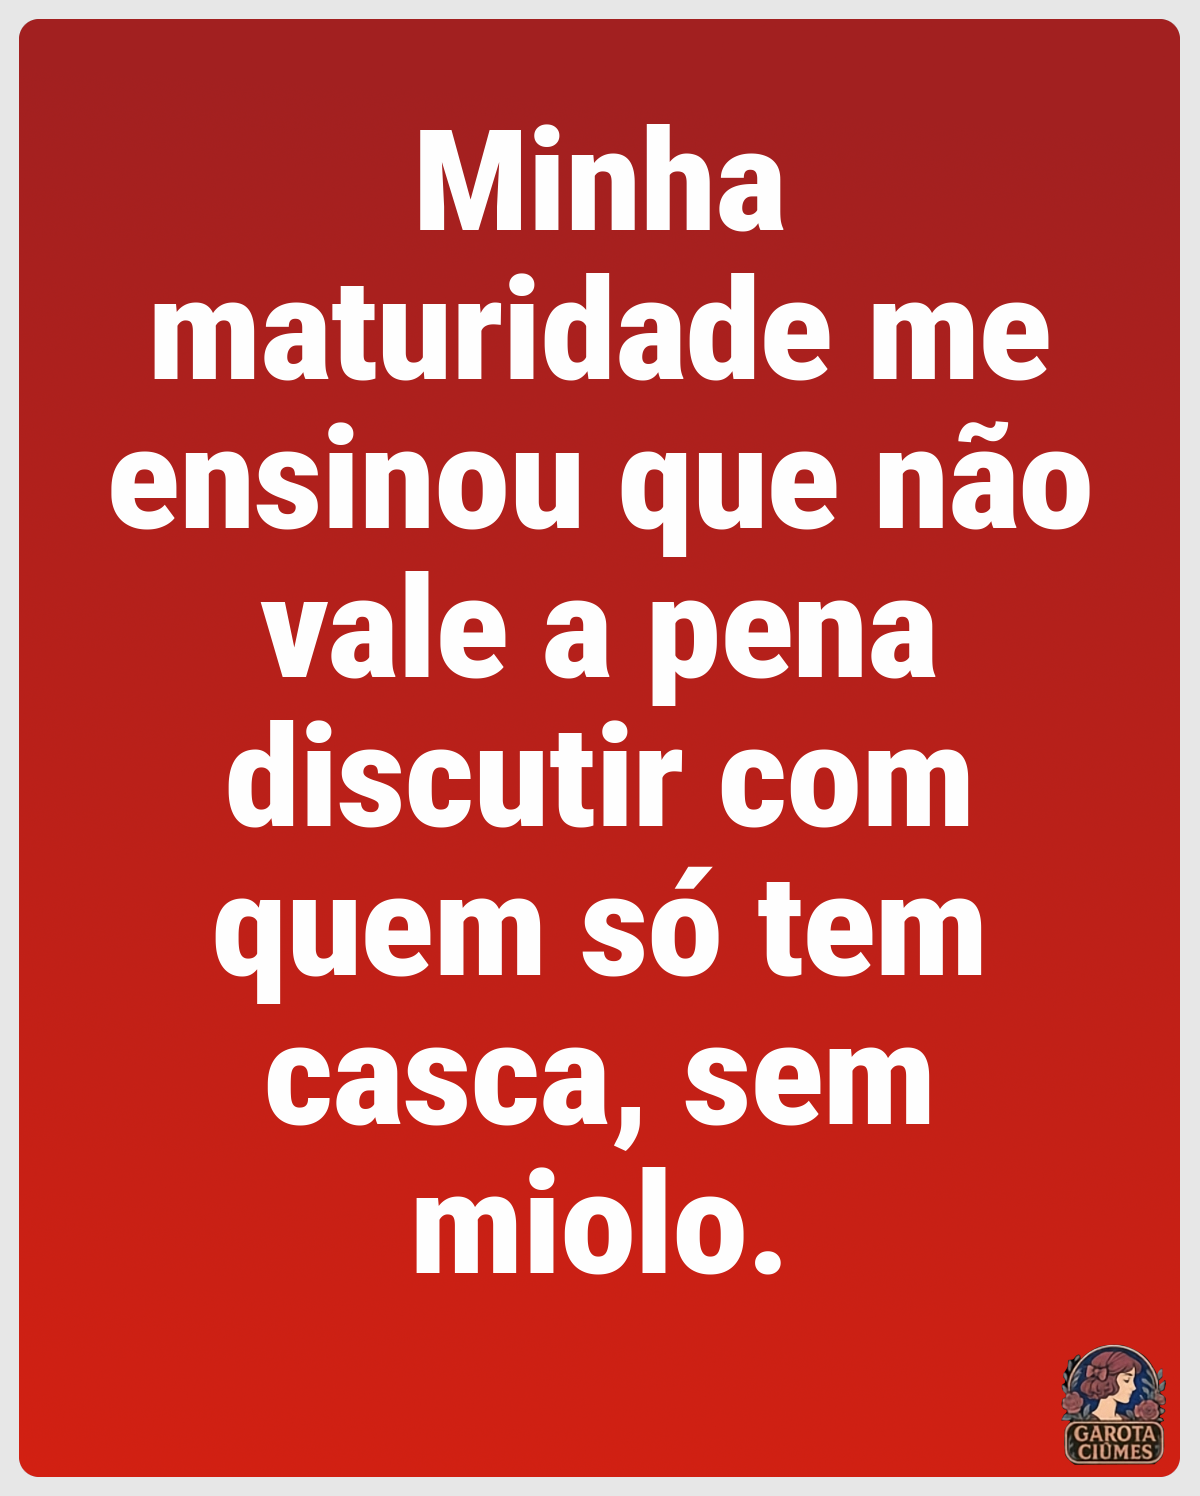 Minha
maturidade me
ensinou que não
vale a pena
discutir com
quem só tem
casca, sem
miolo.
GAROTA
CIÚMES